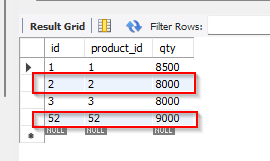 Result Grid Filter Rows:
id product_id qty
1 1 8500
2 2 8000
3 3 8000
52 52 9000
NULL NULL NULL